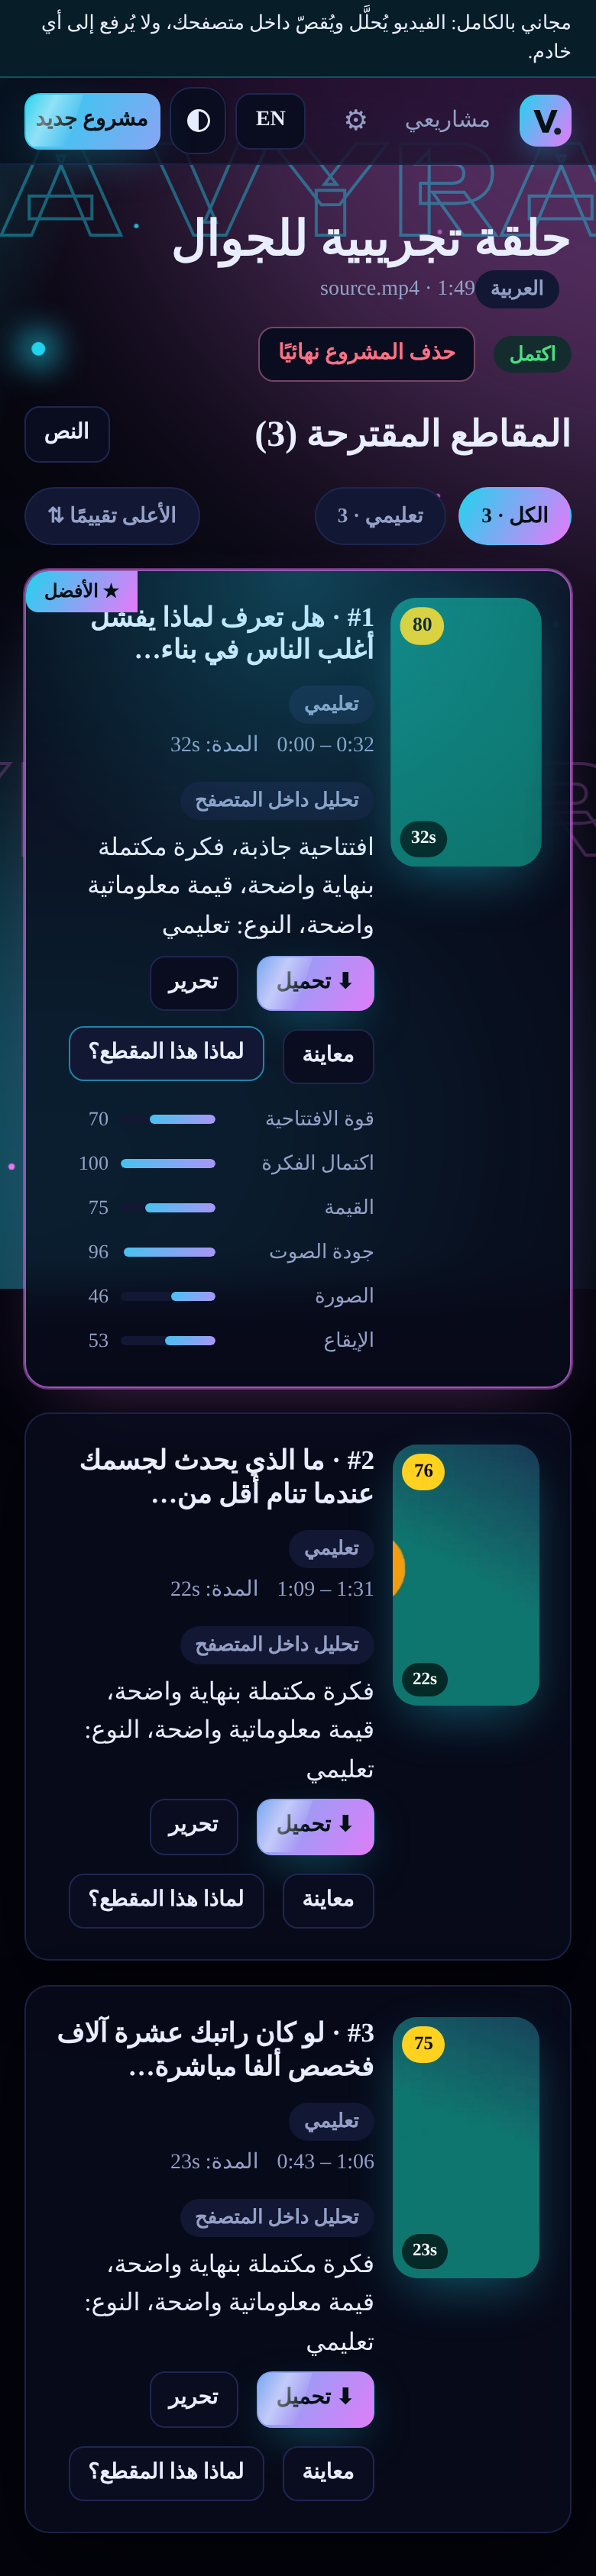 مجاني بالكامل: الفيديو يُحلَّل ويُقصّ داخل متصفحك، ولا يُرفع إلى أي
خادم.
V.
مشاريعي
⚙
EN
◐
مشروع جديد
AVYRA
حلقة تجريبية للجوال
العربية
source.mp4 · 1:49
اكتمل
حذف المشروع نهائيًا
المقاطع المقترحة (3)
النص
الكل · 3
تعليمي · 3
الأعلى تقييمًا ⇅
★ الأفضل
80
32s
#1 · هل تعرف لماذا يفشل
أغلب الناس في بناء…
تعليمي
0:00 – 0:32 المدة: 32s
تحليل داخل المتصفح
افتتاحية جاذبة، فكرة مكتملة
بنهاية واضحة، قيمة معلوماتية
واضحة، النوع: تعليمي
⬇ تحميل
تحرير
معاينة
لماذا هذا المقطع؟
قوة الافتتاحية 70
اكتمال الفكرة 100
القيمة 75
جودة الصوت 96
الصورة 46
الإيقاع 53
76
22s
#2 · ما الذي يحدث لجسمك
عندما تنام أقل من…
تعليمي
1:09 – 1:31 المدة: 22s
تحليل داخل المتصفح
فكرة مكتملة بنهاية واضحة،
قيمة معلوماتية واضحة، النوع:
تعليمي
⬇ تحميل
تحرير
معاينة
لماذا هذا المقطع؟
75
23s
#3 · لو كان راتبك عشرة آلاف
فخصص ألفا مباشرة…
تعليمي
0:43 – 1:06 المدة: 23s
تحليل داخل المتصفح
فكرة مكتملة بنهاية واضحة،
قيمة معلوماتية واضحة، النوع:
تعليمي
⬇ تحميل
تحرير
معاينة
لماذا هذا المقطع؟